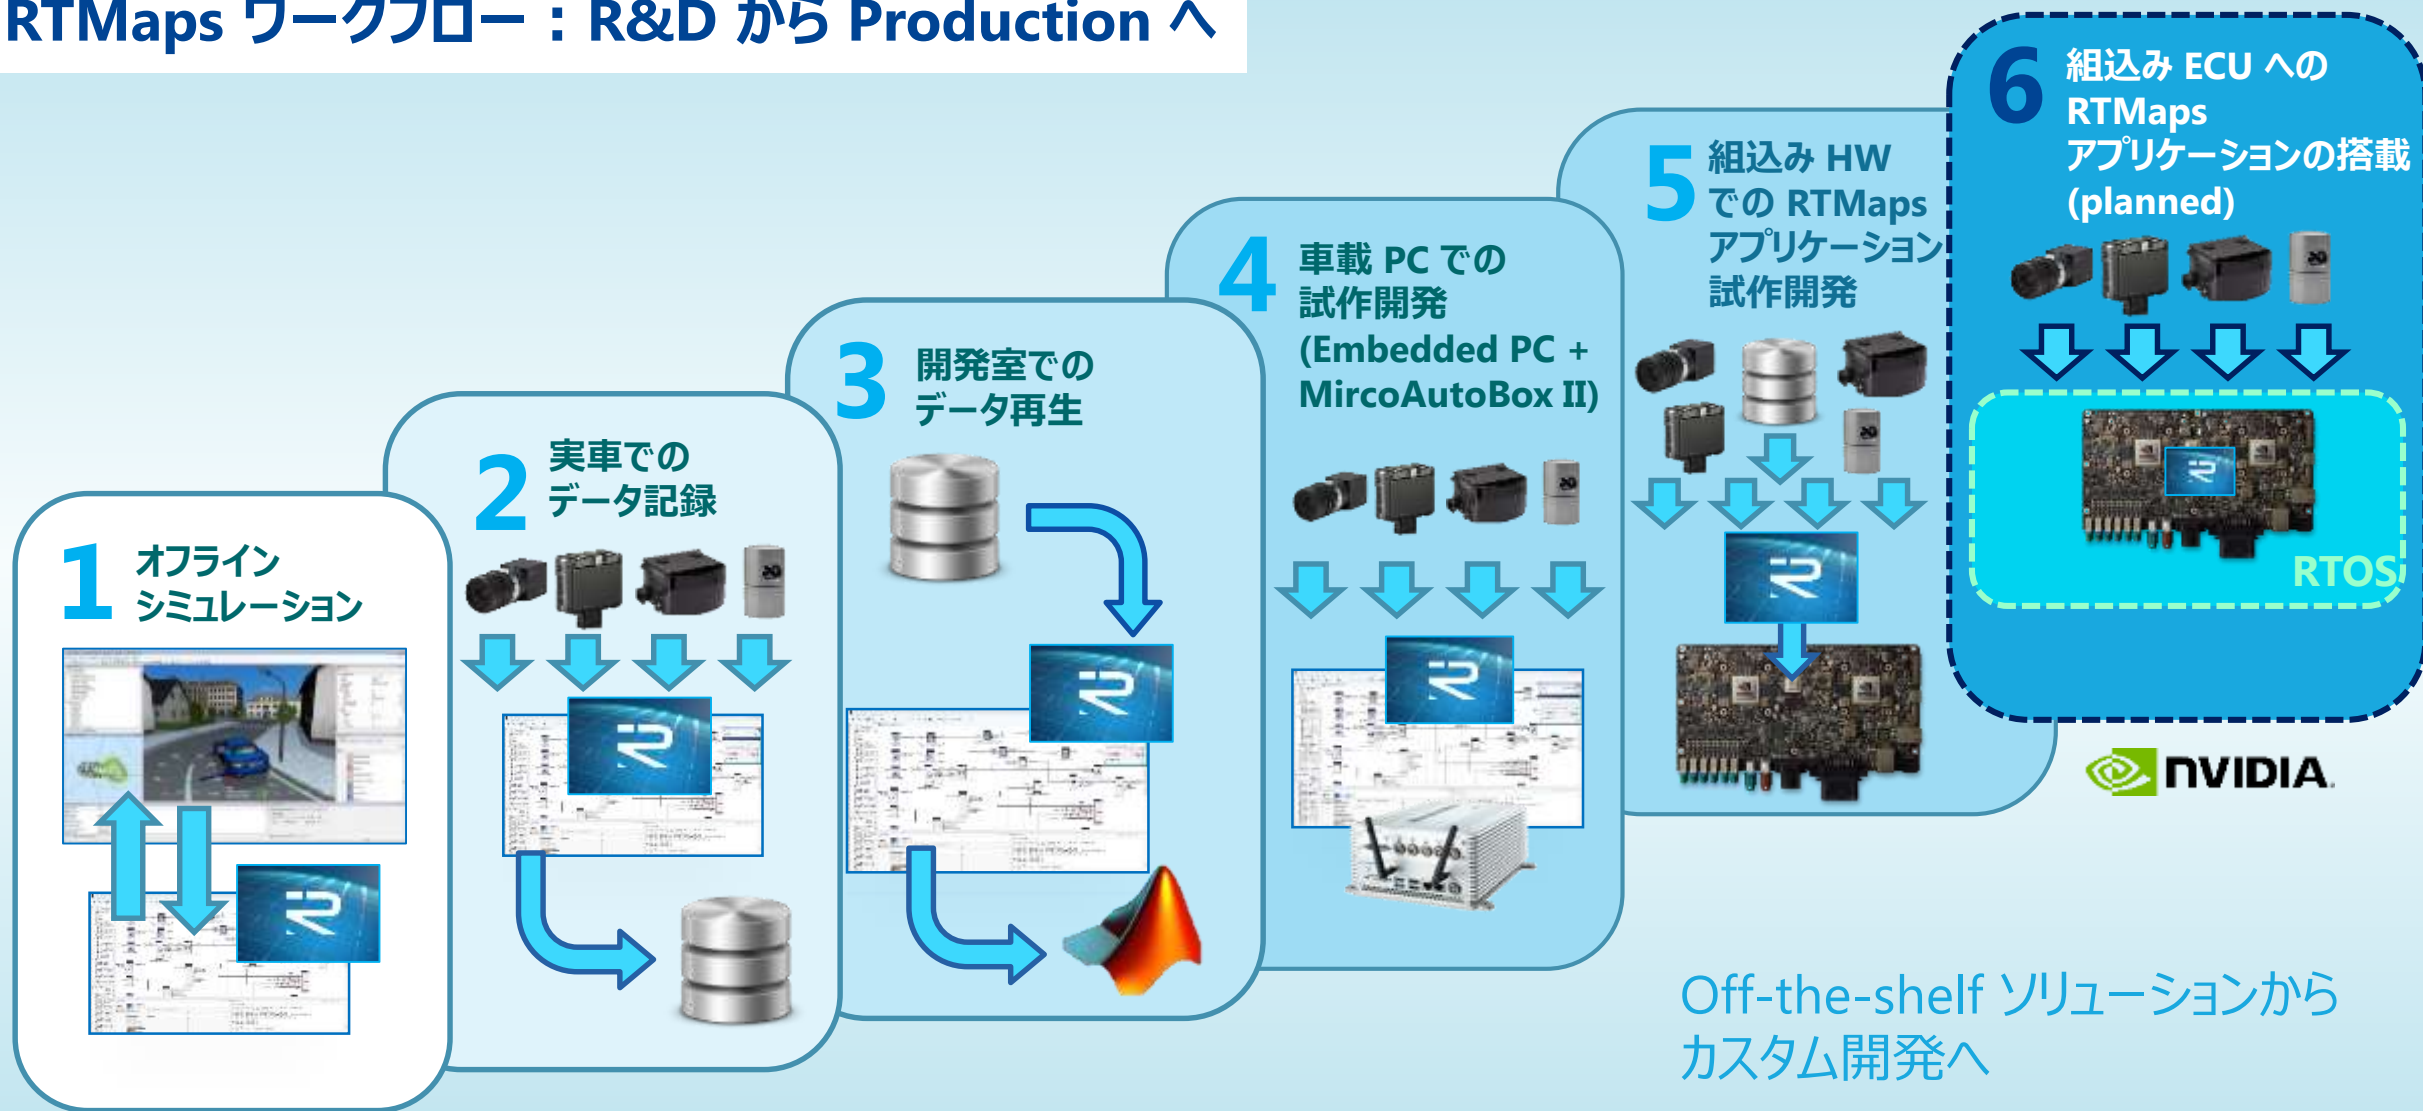 RTMaps ワークフロー：R&D から Production へ
1
オフライン
シミュレーション
2
実車での
データ記録
3
開発室での
データ再生
4
車載 PC での
試作開発
(Embedded PC +
MircoAutoBox II)
5
組込み HW
での RTMaps
アプリケーション
試作開発
6
組込み ECU への
RTMaps
アプリケーションの搭載
(planned)
RTOS
NVIDIA.
Off-the-shelf ソリューションから
カスタム開発へ